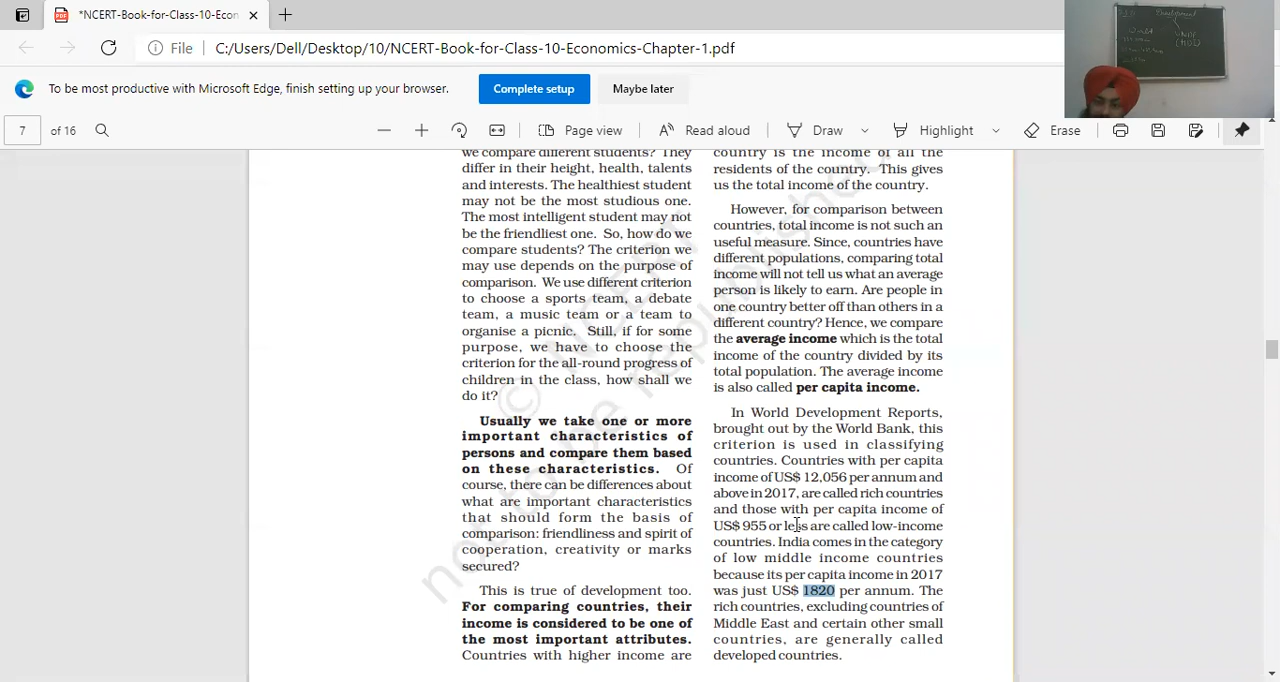 *NCERT-Book-for-Class-10-Econ
File C:/Users/Dell/Desktop/10/NCERT-Book-for-Class-10-Economics-Chapter-1.pdf
To be most productive with Microsoft Edge, finish setting up your browser. Complete setup Maybe later
7 of 16 Page view Read aloud Draw Highlight Erase
we compare different students? They
differ in their height, health, talents
and interests. The healthiest student
may not be the most studious one.
The most intelligent student may not
be the friendliest one. So, how do we
compare students? The criterion we
may use depends on the purpose of
comparison. We use different criterion
to choose a sports team, a debate
team, a music team or a team to
organise a picnic. Still, if for some
purpose, we have to choose the
criterion for the all-round progress of
children in the class, how shall we
do it?
Usually we take one or more
important characteristics of
persons and compare them based
on these characteristics. Of
course, there can be differences about
what are important characteristics
that should form the basis of
comparison: friendliness and spirit of
cooperation, creativity or marks
secured?
This is true of development too.
For comparing countries, their
income is considered to be one of
the most important attributes.
Countries with higher income are
country is the income of all the
residents of the country. This gives
us the total income of the country.
However, for comparison between
countries, total income is not such an
useful measure. Since, countries have
different populations, comparing total
income will not tell us what an average
person is likely to earn. Are people in
one country better off than others in a
different country? Hence, we compare
the average income which is the total
income of the country divided by its
total population. The average income
is also called per capita income.
In World Development Reports,
brought out by the World Bank, this
criterion is used in classifying
countries. Countries with per capita
income of US$ 12,056 per annum and
above in 2017, are called rich countries
and those with per capita income of
US$ 955 or less are called low-income
countries. India comes in the category
of low middle income countries
because its per capita income in 2017
was just US$ 1820 per annum. The
rich countries, excluding countries of
Middle East and certain other small
countries, are generally called
developed countries.
© NCERT
not to be republished
Development
UNDP